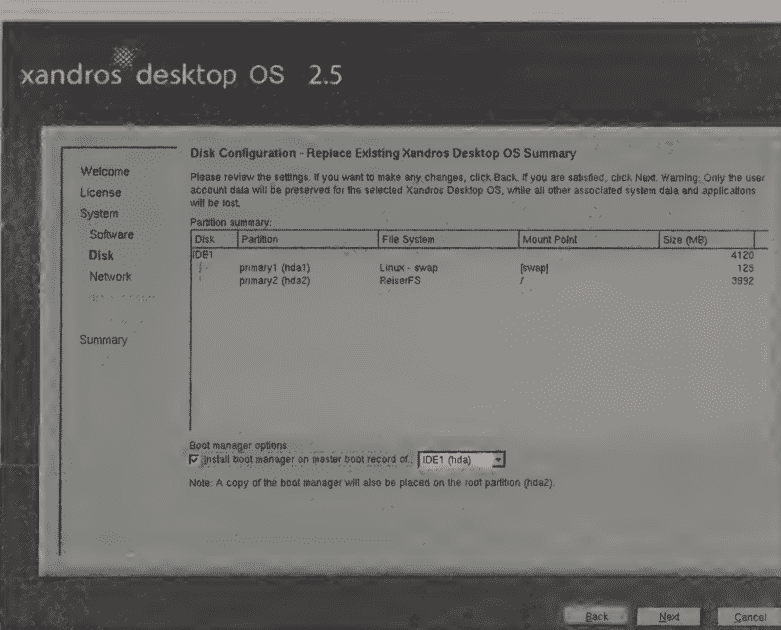 xandros desktop OS 2.5
Disk Configuration - Replace Existing Xandros Desktop OS Summary
Welcome
Please review the settings. If you want to make any changes, click Back. If you are satisfied, click Next. Warning: Only the user
account data will be preserved for the selected Xandros Desktop OS, while all other associated system data and applications
will be lost.
License
System
Software
Disk
Network
Summary
Partition summary:
Disk Partition File System Mount Point Size (MB)
IDE1 4120
primary1 (hda1) Linux - swap [swap]
primary2 (hda2) ReiserFS / 3992
Boot manager options
Install boot manager on master boot record of: IDE1 (hda)
Note: A copy of the boot manager will also be placed on the root partition (hda2).
Back Next Cancel